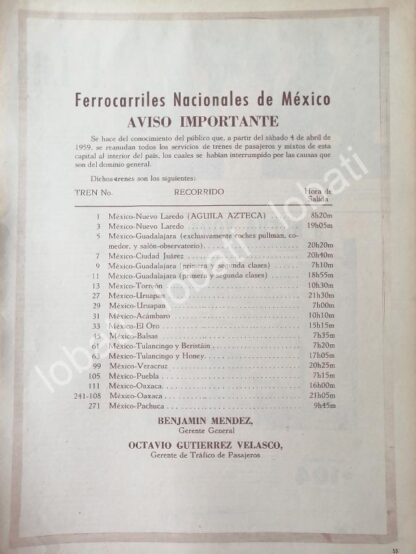 Ferrocarriles Nacionales de México
AVISO IMPORTANTE
Se hace del conocimiento del público que, a partir del sábado 4 de abril de
1959, se reanudan todos los servicios de trenes de pasajeros y mixtos de esta
capital al interior del país, los cuales se habían interrumpido por las causas que
son del dominio general.
Dichos trenes son los siguientes:
TREN No. RECORRIDO Hora de
Salida
1 México-Nuevo Laredo (AGUILA AZTECA) 8h20m
3 México-Nuevo Laredo 19h05m
5 México-Guadalajara (exclusivamente coches pullman, co-
medor, y salón-observatorio) 20h20m
7 México-Ciudad Juárez 20h40m
9 México-Guadalajara (primera y segunda clases) 7h10m
11 México-Guadalajara (primera y segunda clases) 18h55m
13 México-Torreón 10h30m
27 México-Uruapan 21h30m
29 México-Uruapan 7h00m
31 México-Acámbaro 10h10m
33 México-El Oro 15h15m
México-Balsas 7h35m
61 México-Tulancingo y Beristáin 7h20m
63 México-Tulancingo y Honey 17h05m
99 México-Veracruz 20h25m
105 México-Puebla 7h15m
111 México-Oaxaca 16h00m
241-108 México-Oaxaca 21h05m
271 México-Pachuca 9h45m
BENJAMIN MENDEZ,
Gerente General
OCTAVIO GUTIERREZ VELASCO,
Gerente de Tráfico de Pasajeros
55
lobati lobati lobati